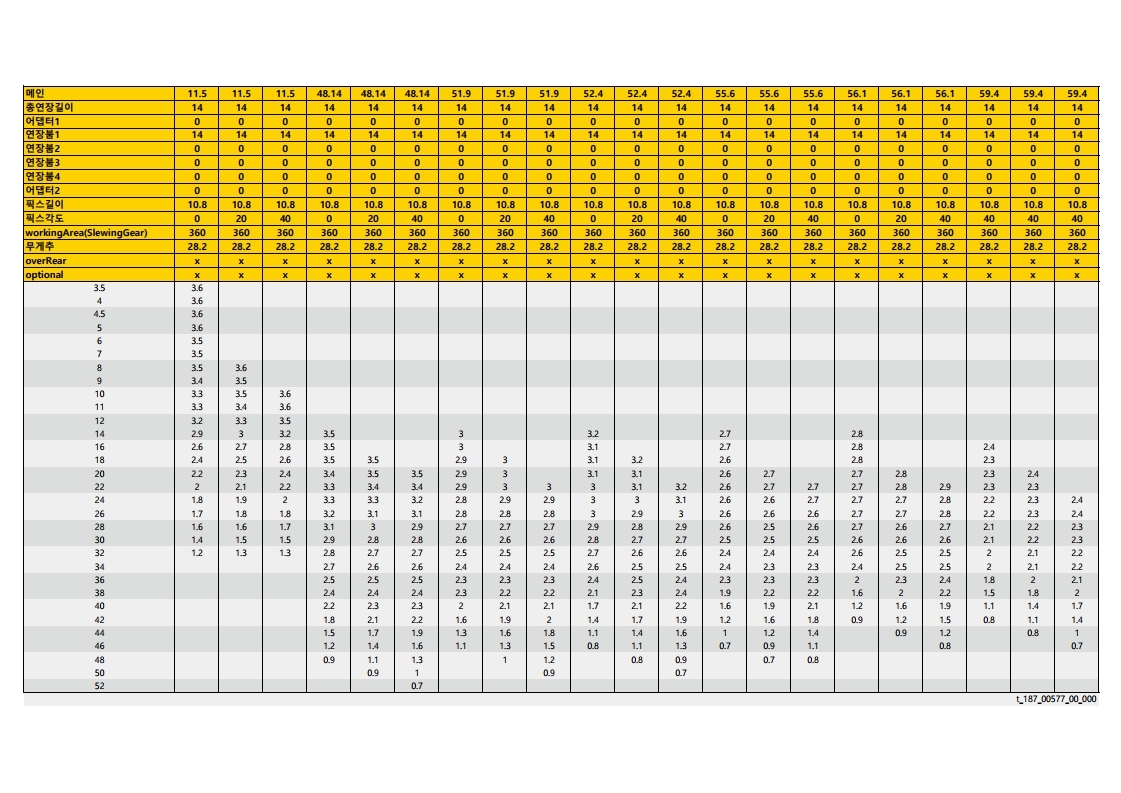 메인 11.5 11.5 11.5 48.14 48.14 48.14 51.9 51.9 51.9 52.4 52.4 52.4 55.6 55.6 55.6 56.1 56.1 56.1 59.4 59.4 59.4
총연장길이 14 14 14 14 14 14 14 14 14 14 14 14 14 14 14 14 14 14 14 14 14
어댑터1 0 0 0 0 0 0 0 0 0 0 0 0 0 0 0 0 0 0 0 0 0
연장붐1 14 14 14 14 14 14 14 14 14 14 14 14 14 14 14 14 14 14 14 14 14
연장붐2 0 0 0 0 0 0 0 0 0 0 0 0 0 0 0 0 0 0 0 0 0
연장붐3 0 0 0 0 0 0 0 0 0 0 0 0 0 0 0 0 0 0 0 0 0
연장붐4 0 0 0 0 0 0 0 0 0 0 0 0 0 0 0 0 0 0 0 0 0
어댑터2 0 0 0 0 0 0 0 0 0 0 0 0 0 0 0 0 0 0 0 0 0
픽스길이 10.8 10.8 10.8 10.8 10.8 10.8 10.8 10.8 10.8 10.8 10.8 10.8 10.8 10.8 10.8 10.8 10.8 10.8 10.8 10.8 10.8
픽스각도 0 20 40 0 20 40 0 20 40 0 20 40 0 20 40 0 20 40 40 40 40
workingArea(SlewingGear) 360 360 360 360 360 360 360 360 360 360 360 360 360 360 360 360 360 360 360 360 360
무게추 28.2 28.2 28.2 28.2 28.2 28.2 28.2 28.2 28.2 28.2 28.2 28.2 28.2 28.2 28.2 28.2 28.2 28.2 28.2 28.2 28.2
overRear x x x x x x x x x x x x x x x x x x x x x
optional x x x x x x x x x x x x x x x x x x x x x
3.5 3.6
4 3.6
4.5 3.6
5 3.6
6 3.5
7 3.5
8 3.5 3.6
9 3.4 3.5
10 3.3 3.5 3.6
11 3.3 3.4 3.6
12 3.2 3.3 3.5
14 2.9 3 3.2 3.5 3 3.2 2.7 2.8
16 2.6 2.7 2.8 3.5 3 3.1 2.7 2.8 2.4
18 2.4 2.5 2.6 3.5 3.5 2.9 3 3.1 3.2 2.6 2.8 2.3
20 2.2 2.3 2.4 3.4 3.5 3.5 2.9 3 3.1 3.1 2.6 2.7 2.7 2.8 2.3 2.4
22 2 2.1 2.2 3.3 3.4 3.4 2.9 3 3 3 3.1 3.2 2.6 2.7 2.7 2.7 2.8 2.9 2.3 2.3
24 1.8 1.9 2 3.3 3.3 3.2 2.8 2.9 2.9 3 3 3.1 2.6 2.6 2.7 2.7 2.7 2.8 2.2 2.3 2.4
26 1.7 1.8 1.8 3.2 3.1 3.1 2.8 2.8 2.8 3 2.9 3 2.6 2.6 2.6 2.7 2.7 2.8 2.2 2.3 2.4
28 1.6 1.6 1.7 3.1 3 2.9 2.7 2.7 2.7 2.9 2.8 2.9 2.6 2.5 2.6 2.7 2.6 2.7 2.1 2.2 2.3
30 1.4 1.5 1.5 2.9 2.8 2.8 2.6 2.6 2.6 2.8 2.7 2.7 2.5 2.5 2.5 2.6 2.6 2.6 2.1 2.2 2.3
32 1.2 1.3 1.3 2.8 2.7 2.7 2.5 2.5 2.5 2.7 2.6 2.6 2.4 2.4 2.4 2.6 2.5 2.5 2 2.1 2.2
34 2.7 2.6 2.6 2.4 2.4 2.4 2.6 2.5 2.5 2.4 2.3 2.3 2.4 2.5 2.5 2 2.1 2.2
36 2.5 2.5 2.5 2.3 2.3 2.3 2.4 2.5 2.4 2.3 2.3 2.3 2 2.3 2.4 1.8 2 2.1
38 2.4 2.4 2.4 2.3 2.2 2.2 2.1 2.3 2.4 1.9 2.2 2.2 1.6 2 2.2 1.5 1.8 2
40 2.2 2.3 2.3 2 2.1 2.1 1.7 2.1 2.2 1.6 1.9 2.1 1.2 1.6 1.9 1.1 1.4 1.7
42 1.8 2.1 2.2 1.6 1.9 2 1.4 1.7 1.9 1.2 1.6 1.8 0.9 1.2 1.5 0.8 1.1 1.4
44 1.5 1.7 1.9 1.3 1.6 1.8 1.1 1.4 1.6 1 1.2 1.4 0.9 1.2 0.8 1
46 1.2 1.4 1.6 1.1 1.3 1.5 0.8 1.1 1.3 0.7 0.9 1.1 0.8 0.7
48 0.9 1.1 1.3 1 1.2 0.8 0.9 0.7 0.8
50 0.9 1 0.9 0.7
52 0.7
t_187_00577_00_000